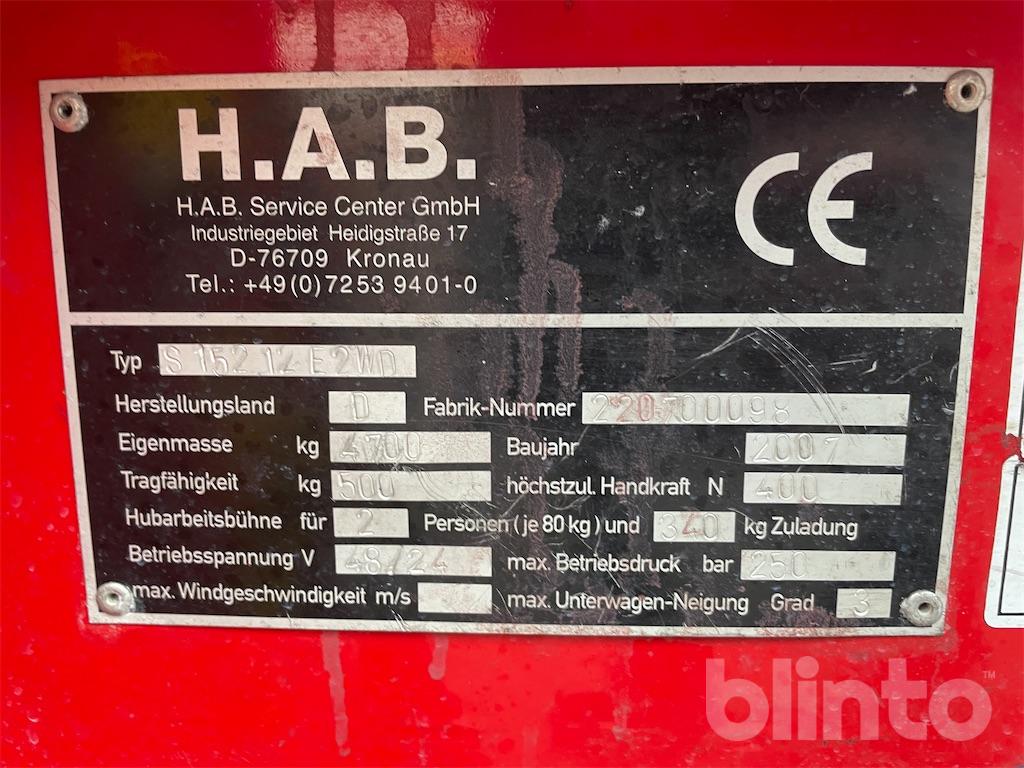 H.A.B.
H.A.B. Service Center GmbH
Industriegebiet Heidigstraße 17
D-76709 Kronau
Tel.: +49(0)7253 9401-0
CE
Typ S 152 12 E2WD
Herstellungsland D Fabrik-Nummer 220700098
Eigenmasse kg 4700 Baujahr 2007
Tragfähigkeit kg 500 höchstzul. Handkraft N 400
Hubarbeitsbühne für 2 Personen (je 80 kg) und 340 kg Zuladung
Betriebsspannung V 48/24 max. Betriebsdruck bar 250
max. Windgeschwindigkeit m/s max. Unterwagen-Neigung Grad 3
blinto™